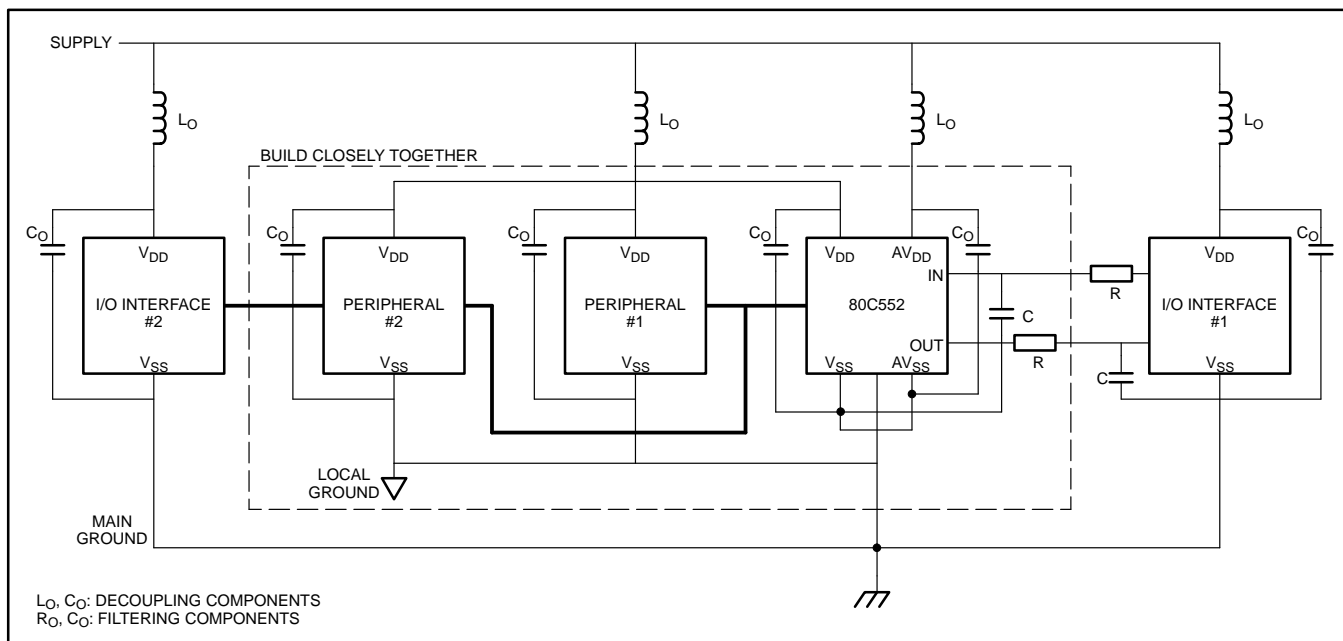 SUPPLY
LO
LO
LO
LO
BUILD CLOSELY TOGETHER
CO
CO
CO
CO
CO
CO
VDD
VDD
VDD
VDD
AVDD
VDD
IN
I/O INTERFACE
#2
PERIPHERAL
#2
PERIPHERAL
#1
80C552
R
I/O INTERFACE
#1
C
OUT
R
C
VSS
VSS
VSS
VSS
AVSS
VSS
LOCAL
GROUND
MAIN
GROUND
LO, CO: DECOUPLING COMPONENTS
RO, CO: FILTERING COMPONENTS